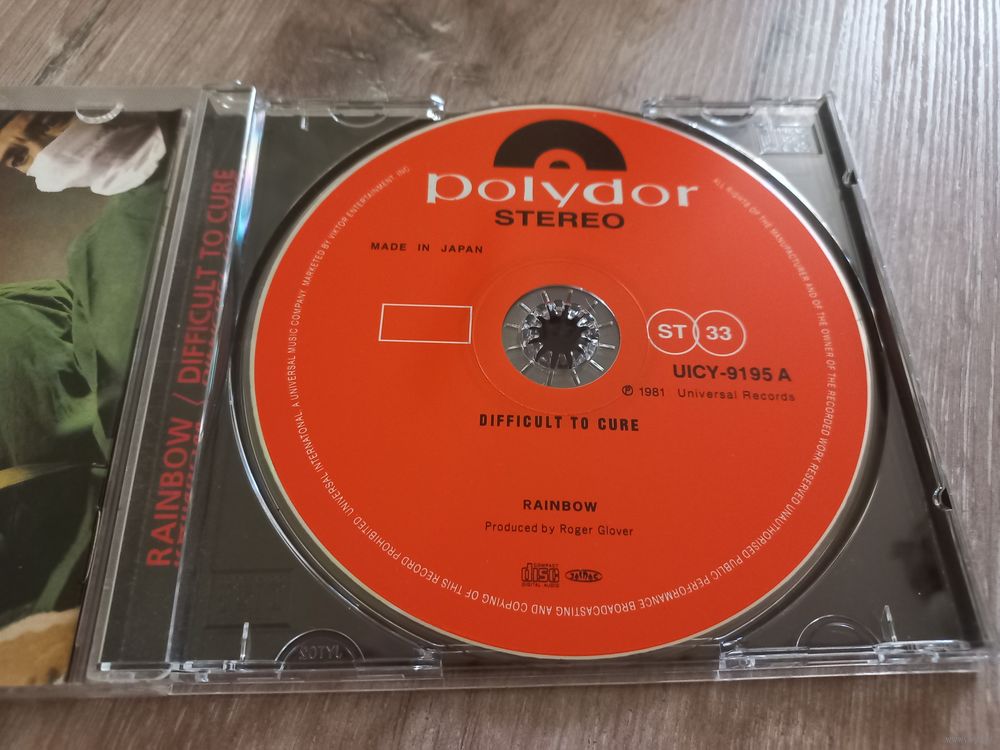 RAINBOW / DIFFICULT TO CURE
polydor
STEREO
MADE IN JAPAN
ST 33
UICY-9195 A
Ⓟ 1981 Universal Records
DIFFICULT TO CURE
RAINBOW
Produced by Roger Glover
COMPACT
disc
DIGITAL AUDIO
ALL RIGHTS OF THE MANUFACTURER AND OF THE OWNER OF THE RECORDED WORK RESERVED UNAUTHORISED PUBLIC PERFORMANCE BROADCASTING AND COPYING OF THIS RECORD PROHIBITED. UNIVERSAL INTERNATIONAL, A UNIVERSAL MUSIC COMPANY. MARKETED BY VIKTOR ENTERTAINMENT, INC